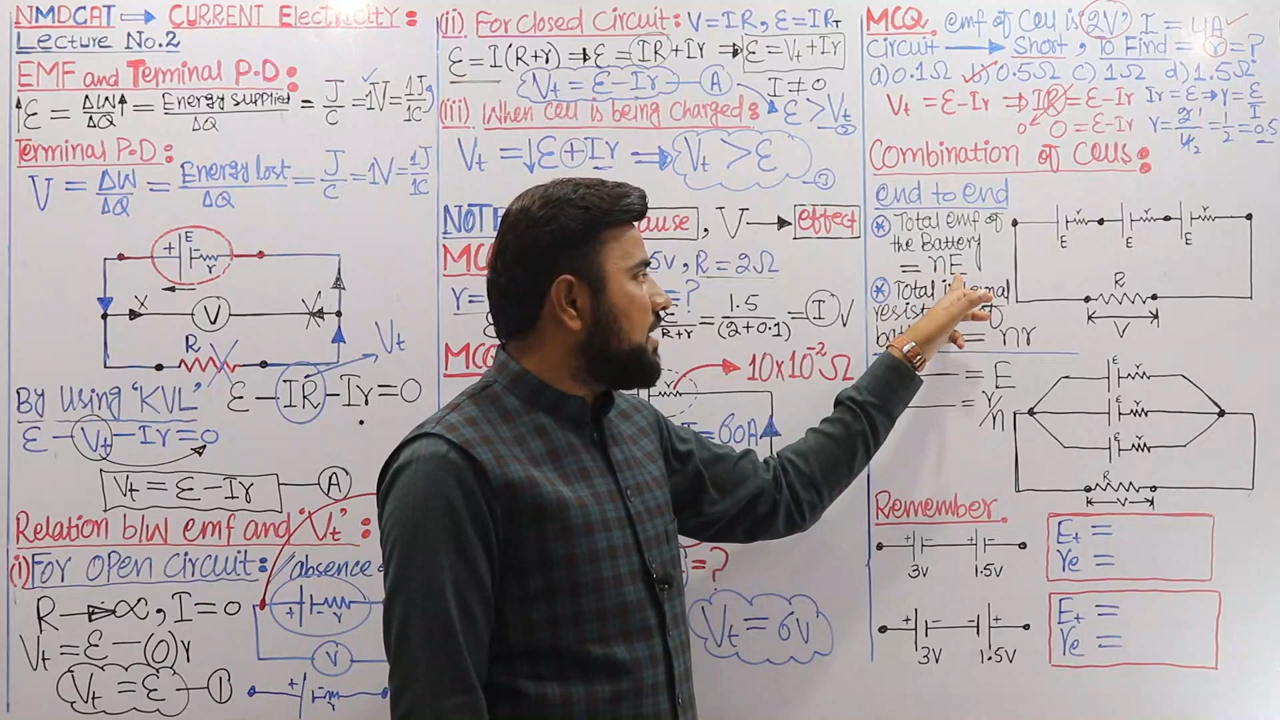 NMDCAT ⇒ CURRENT Electricity:
Lecture No.2
EMF and Terminal P.D:
ε = ΔW/ΔQ = Energy supplied/ΔQ = J/C = 1V = 1J/1C
Terminal P.D:
V = ΔW/ΔQ = Energy lost/ΔQ = J/C = 1V = 1J/1C
+ E
r
V
R
Vt
By using 'KVL'
ε - IR - Ir = 0
ε - Vt - Ir = 0
Vt = ε - Ir — A
Relation b/w emf and 'Vt':
(i) For open circuit: absence
R → ∞, I = 0
+ - r
Vt = ε - (0)r
V
Vt = ε — 1
+ - r
(ii) For Closed Circuit: V = IR, ε = IRT
ε = I(R+r) ⇒ ε = IR + Ir ⇒ ε = Vt + Ir
Vt = ε - Ir — A I ≠ 0
ε > Vt — 2
(iii) When cell is being charged:
Vt = ↓ε + Ir ⇒ Vt > ε — 3
ause, V → effect
5V, R = 2Ω
= ?
R+r = 1.5/(2+0.1) = I V
10×10⁻²Ω
r
= 60A
= ?
Vt = 6V
MCQ. emf of cell is 2V, I = 4A
Circuit → Short, To Find = r = ?
a) 0.1Ω b) 0.5Ω c) 1Ω d) 1.5Ω
Vt = ε - Ir ⇒ IR = ε - Ir
0 0 = ε - Ir
Ir = ε ⇒ r = ε/I
r = 2/4 = 1/2 = 0.5
Combination of Cells:
end to end
* Total emf of
the Battery
= nE
* Total internal
= nr
E r E r E r
R
V
= E
= r/n
E r
E r
E r
R
V
Remember.
+ - + -
3V 1.5V
Et =
re =
+ - - +
3V 1.5V
Et =
re =